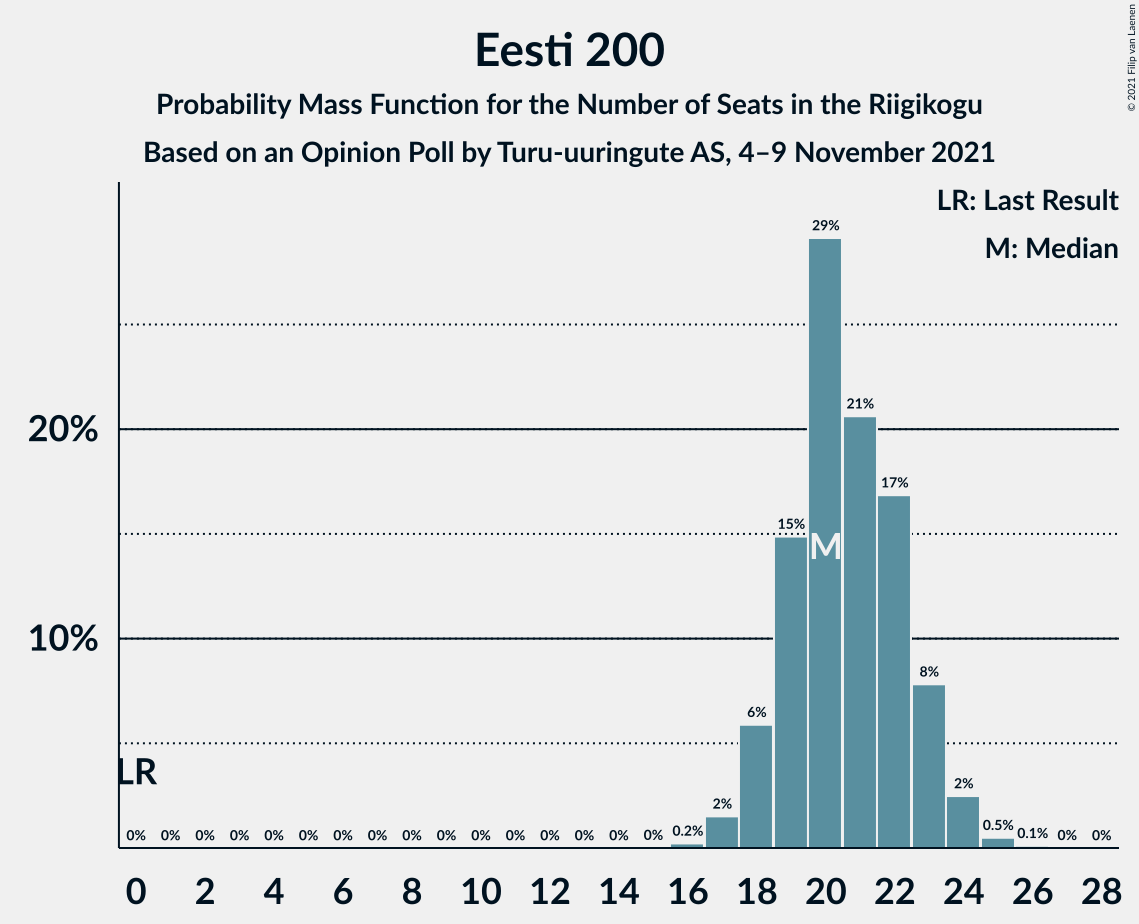 Eesti 200
Probability Mass Function for the Number of Seats in the Riigikogu
Based on an Opinion Poll by Turu-uuringute AS, 4–9 November 2021
© 2021 Filip van Laenen
LR: Last Result
M: Median
20%
10%
LR
M
0% 0% 0% 0% 0% 0% 0% 0% 0% 0% 0% 0% 0% 0% 0% 0% 0.2% 2% 6% 15% 29% 21% 17% 8% 2% 0.5% 0.1% 0% 0%
0 2 4 6 8 10 12 14 16 18 20 22 24 26 28